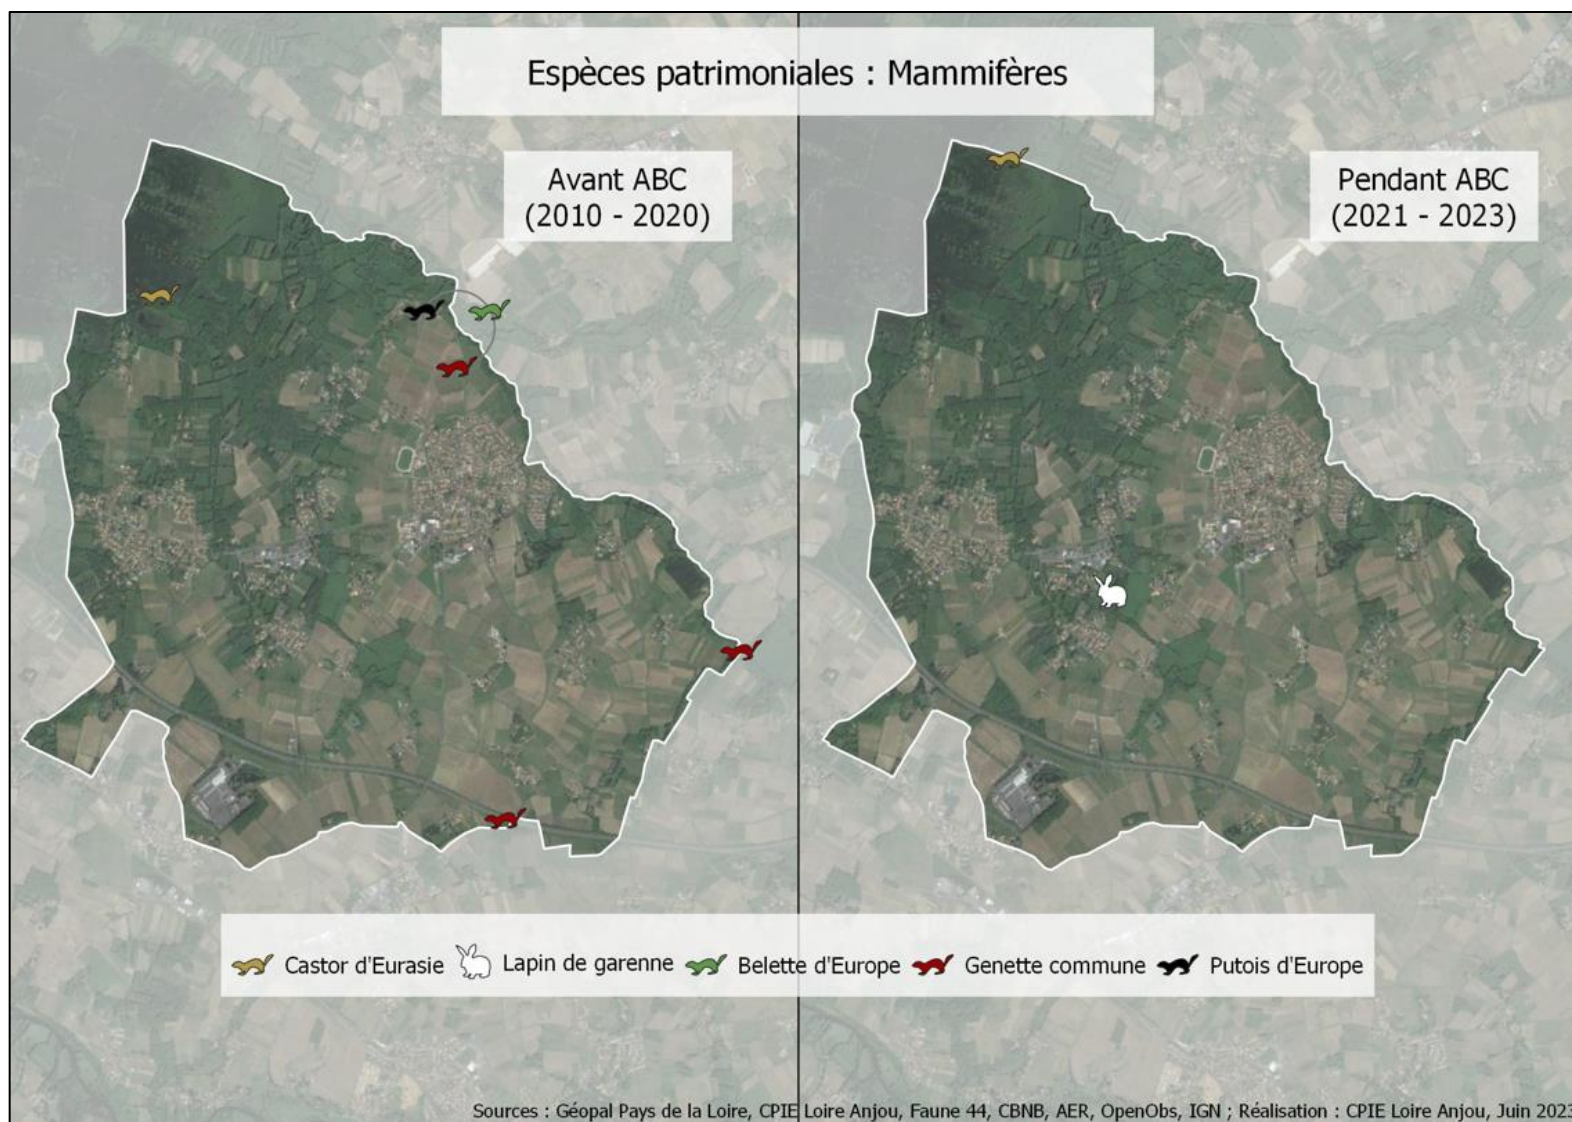 Espèces patrimoniales : Mammifères
Avant ABC
(2010 - 2020)
Pendant ABC
(2021 - 2023)
Castor d'Eurasie
Lapin de garenne
Belette d'Europe
Genette commune
Putois d'Europe
Sources : Géopal Pays de la Loire, CPIE Loire Anjou, Faune 44, CBNB, AER, OpenObs, IGN ; Réalisation : CPIE Loire Anjou, Juin 2023